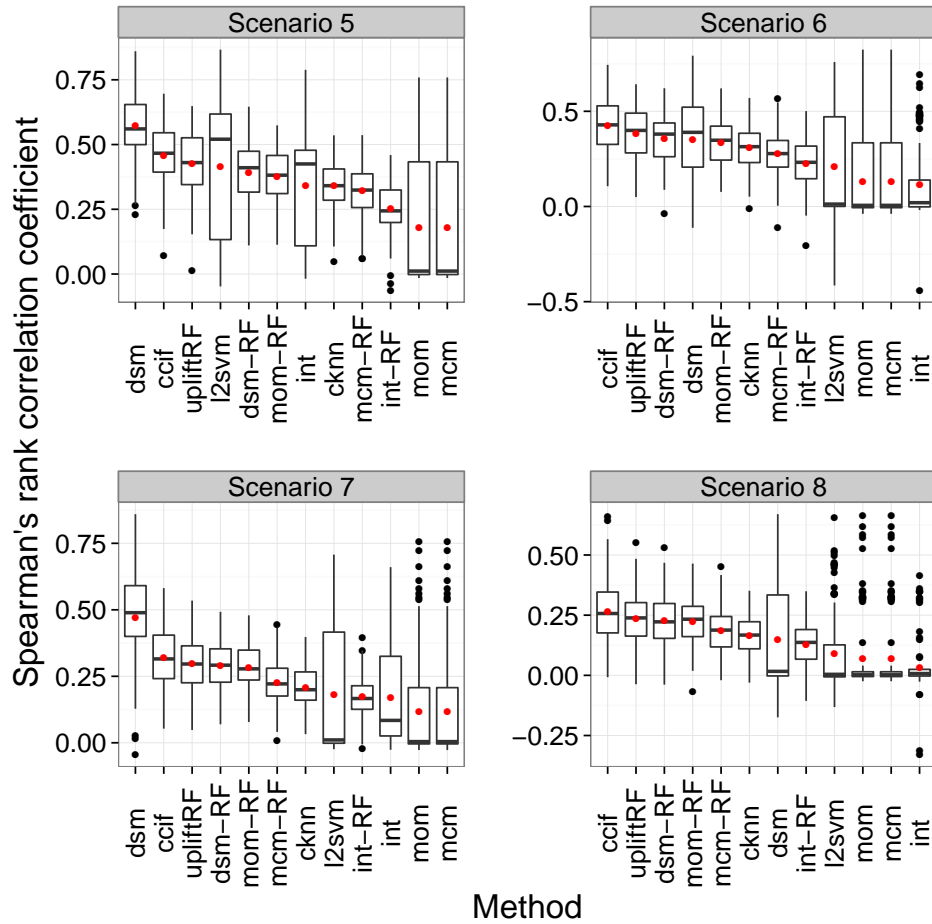 Scenario 5
Scenario 6
Spearman's rank correlation coefficient
0.75
0.50
0.25
0.00
dsm
ccif
upliftRF
l2svm
dsm−RF
mom−RF
int
cknn
mcm−RF
int−RF
mom
mcm
0.5
0.0
−0.5
ccif
upliftRF
dsm−RF
dsm
mom−RF
cknn
mcm−RF
int−RF
l2svm
mom
mcm
int
Scenario 7
Scenario 8
0.75
0.50
0.25
0.00
dsm
ccif
upliftRF
dsm−RF
mom−RF
mcm−RF
cknn
l2svm
int−RF
int
mom
mcm
0.50
0.25
0.00
−0.25
ccif
upliftRF
dsm−RF
mom−RF
mcm−RF
cknn
dsm
int−RF
l2svm
mom
mcm
int
Method